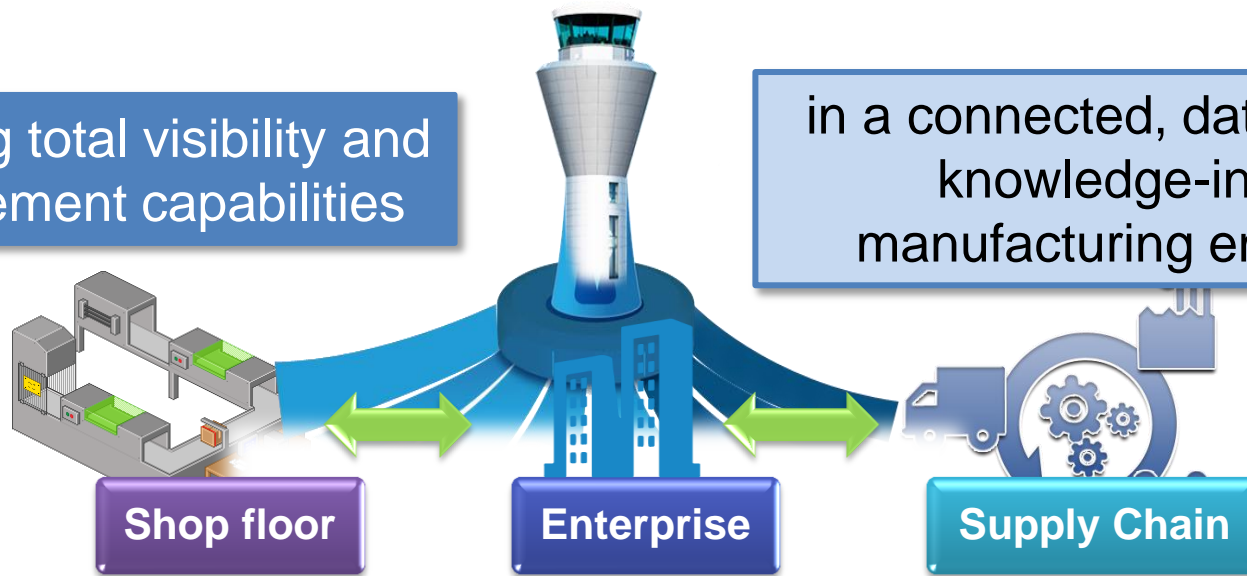 g total visibility and
ement capabilities
in a connected, dat
knowledge-in
manufacturing en
Shop floor
Enterprise
Supply Chain